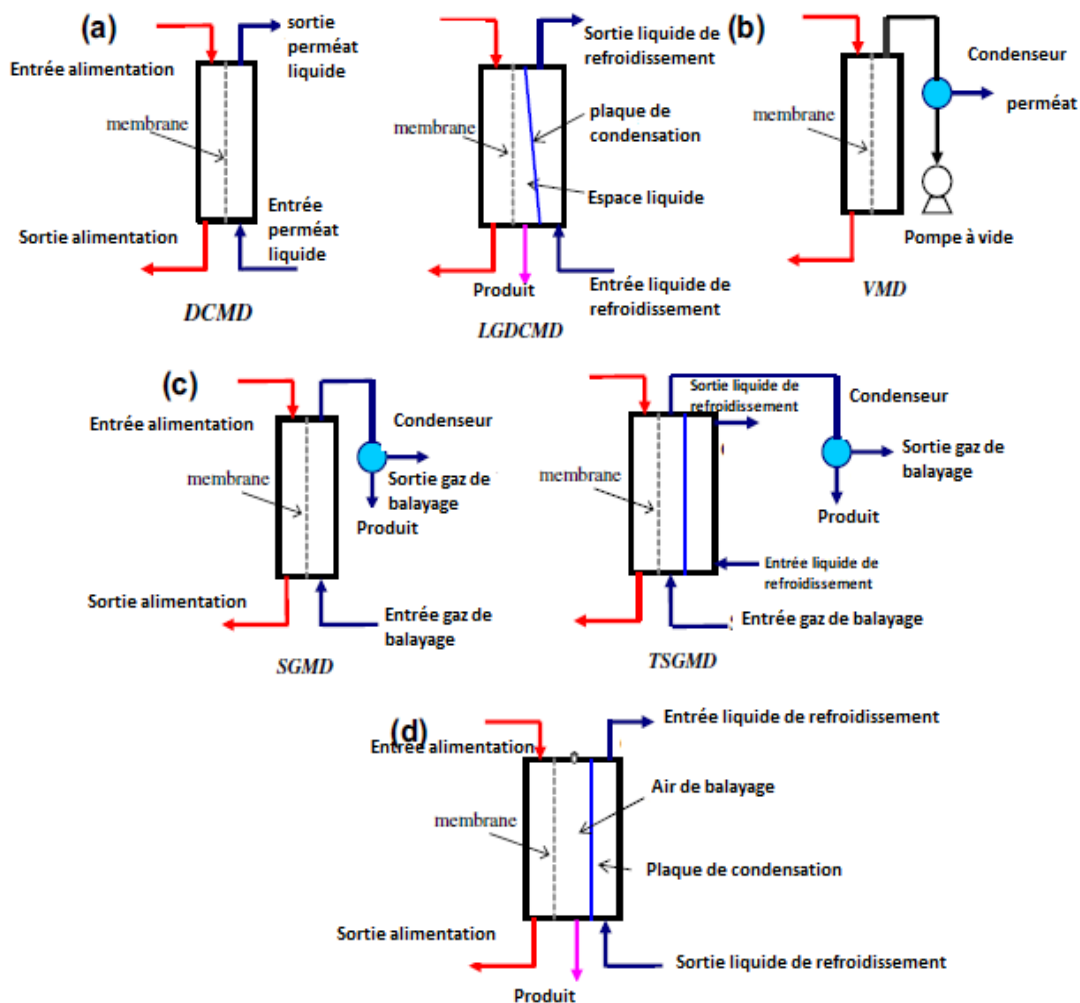 (a)
sortie
perméat
liquide
Entrée alimentation
membrane
Sortie alimentation
Entrée
perméat
liquide
DCMD
Sortie liquide de
refroidissement
membrane
plaque de
condensation
Espace liquide
Produit
Entrée liquide de
refroidissement
LGDCMD
(b)
Condenseur
perméat
membrane
Pompe à vide
VMD
(c)
Entrée alimentation
Condenseur
membrane
Sortie gaz de
balayage
Produit
Sortie alimentation
Entrée gaz de
balayage
SGMD
Sortie liquide de
refroidissement
Condenseur
membrane
Sortie gaz de
balayage
Produit
Entrée liquide de
refroidissement
Entrée gaz de balayage
TSGMD
(d)
Entrée liquide de refroidissement
Entrée alimentation
Air de balayage
membrane
Plaque de condensation
Sortie alimentation
Sortie liquide de refroidissement
Produit